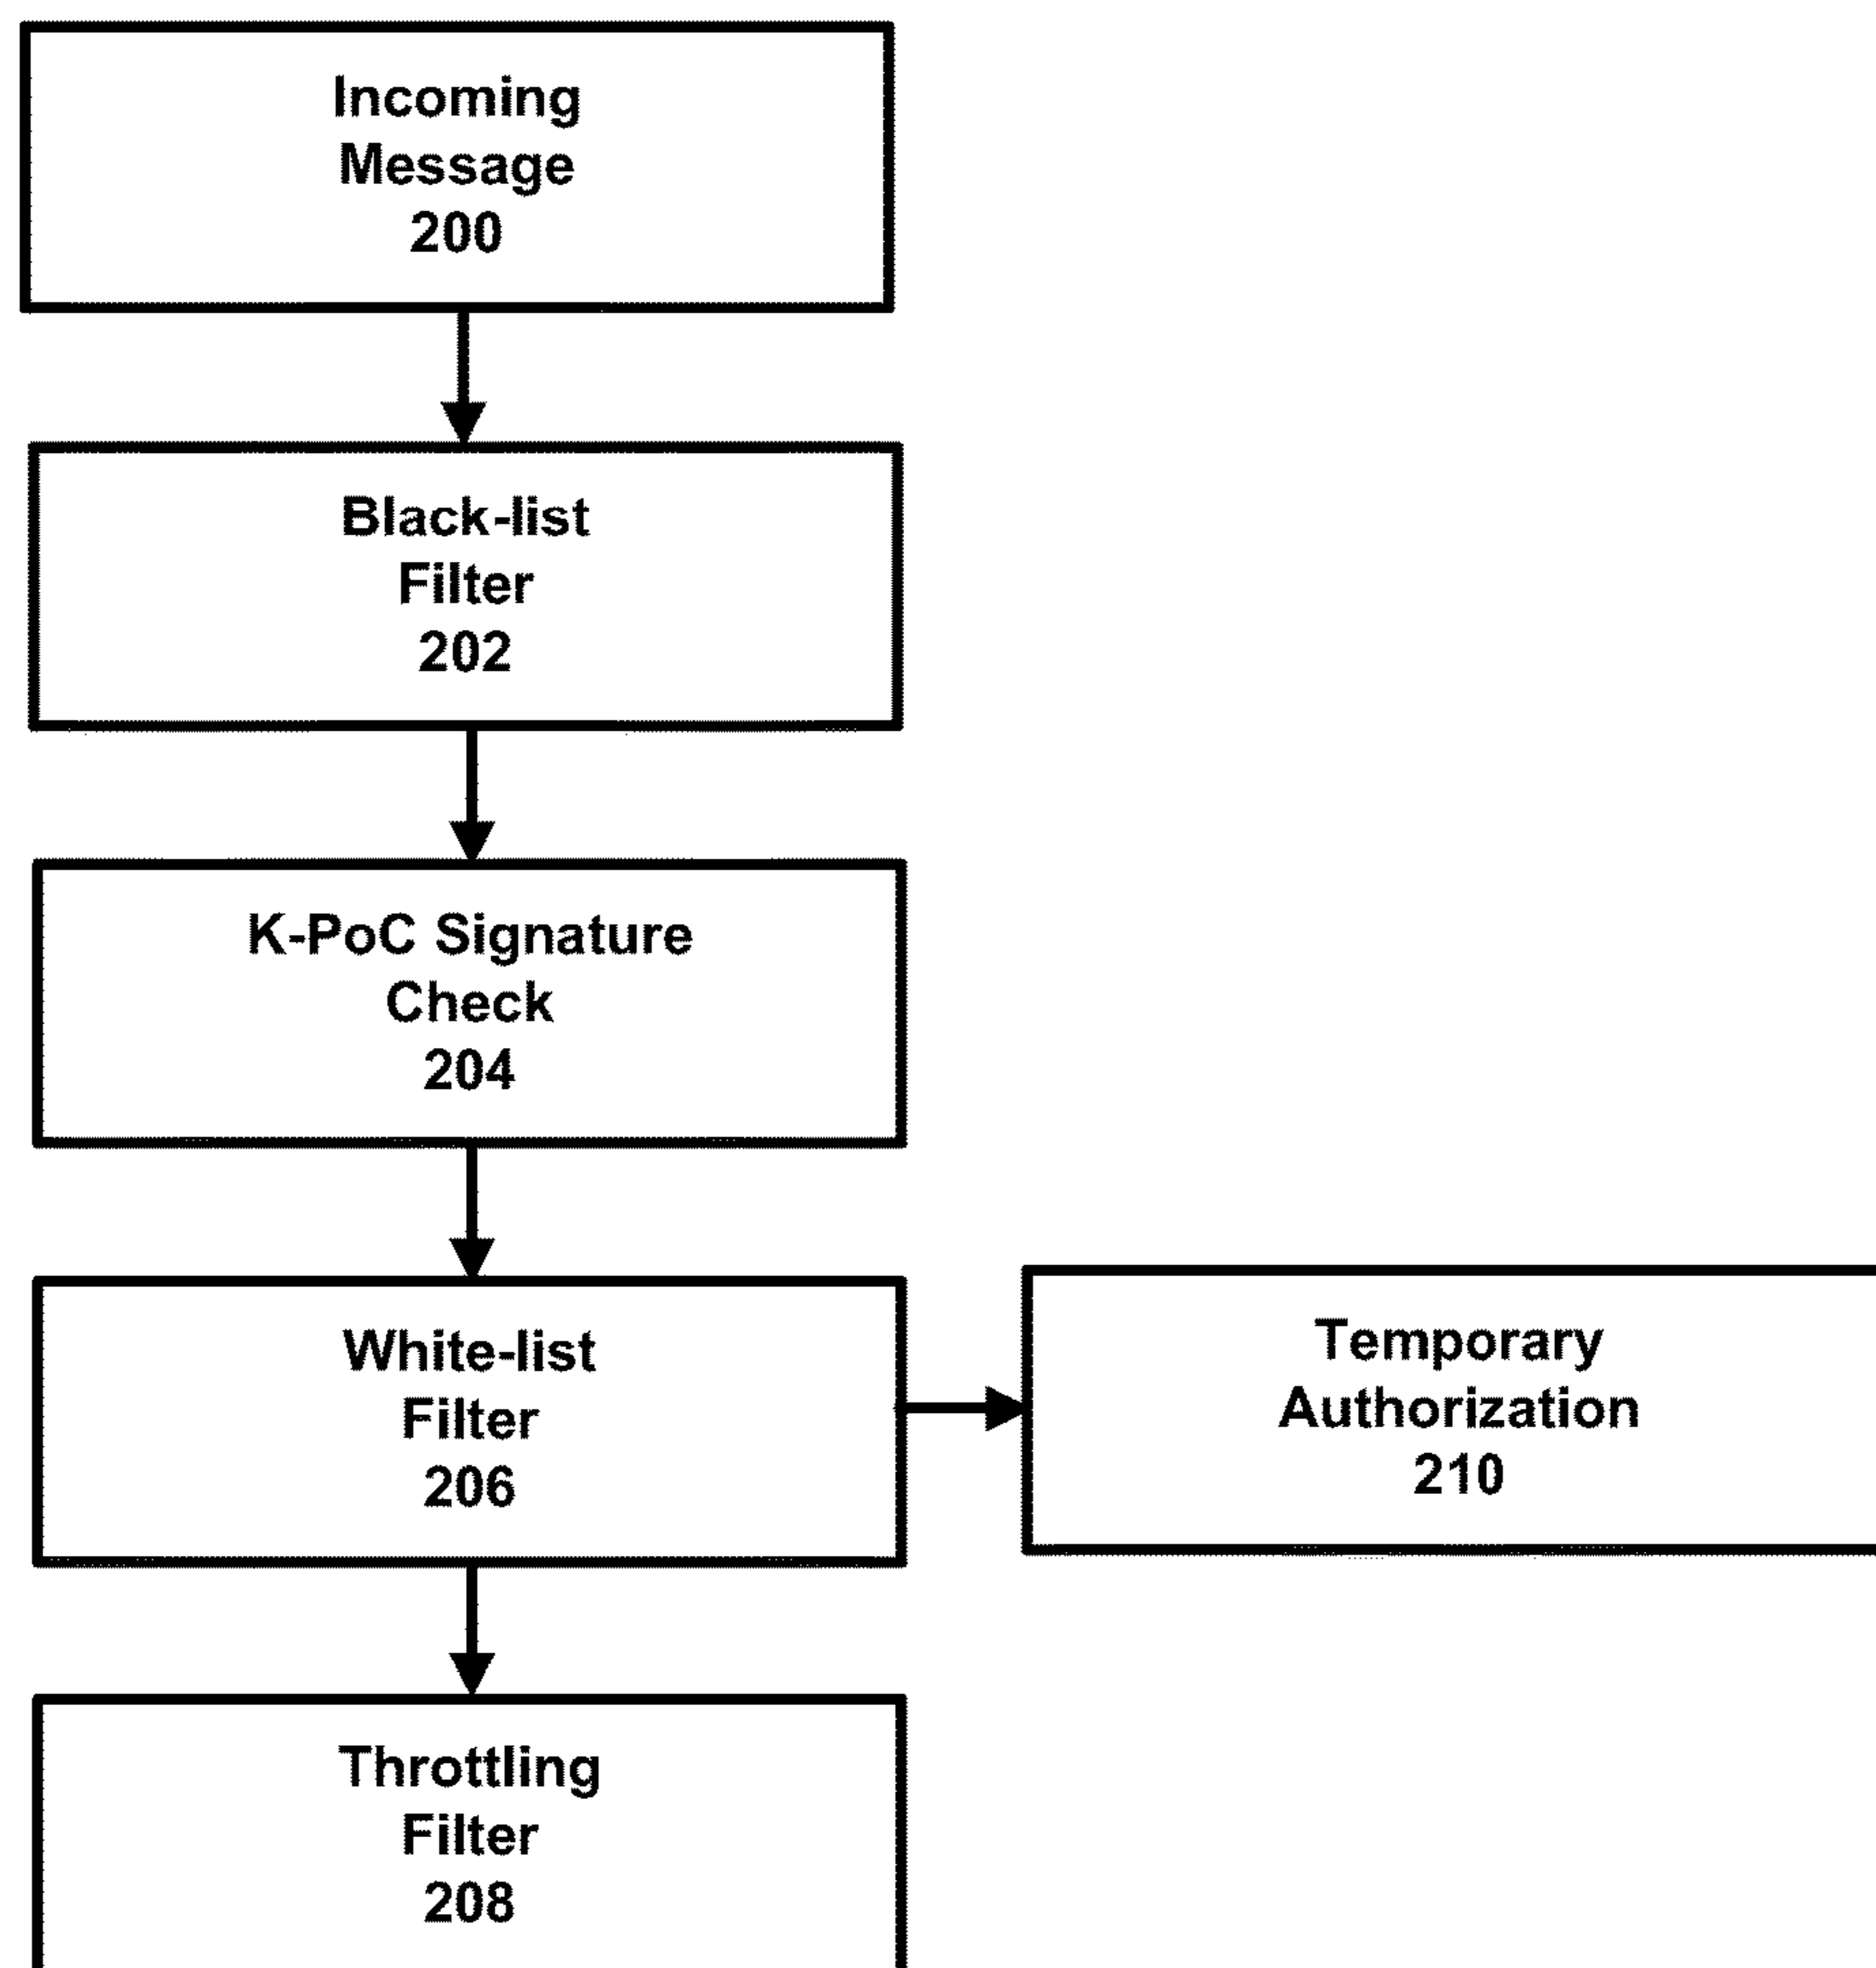 Incoming
Message
200
Black-list
Filter
202
K-PoC Signature
Check
204
White-list
Filter
206
Temporary
Authorization
210
Throttling
Filter
208